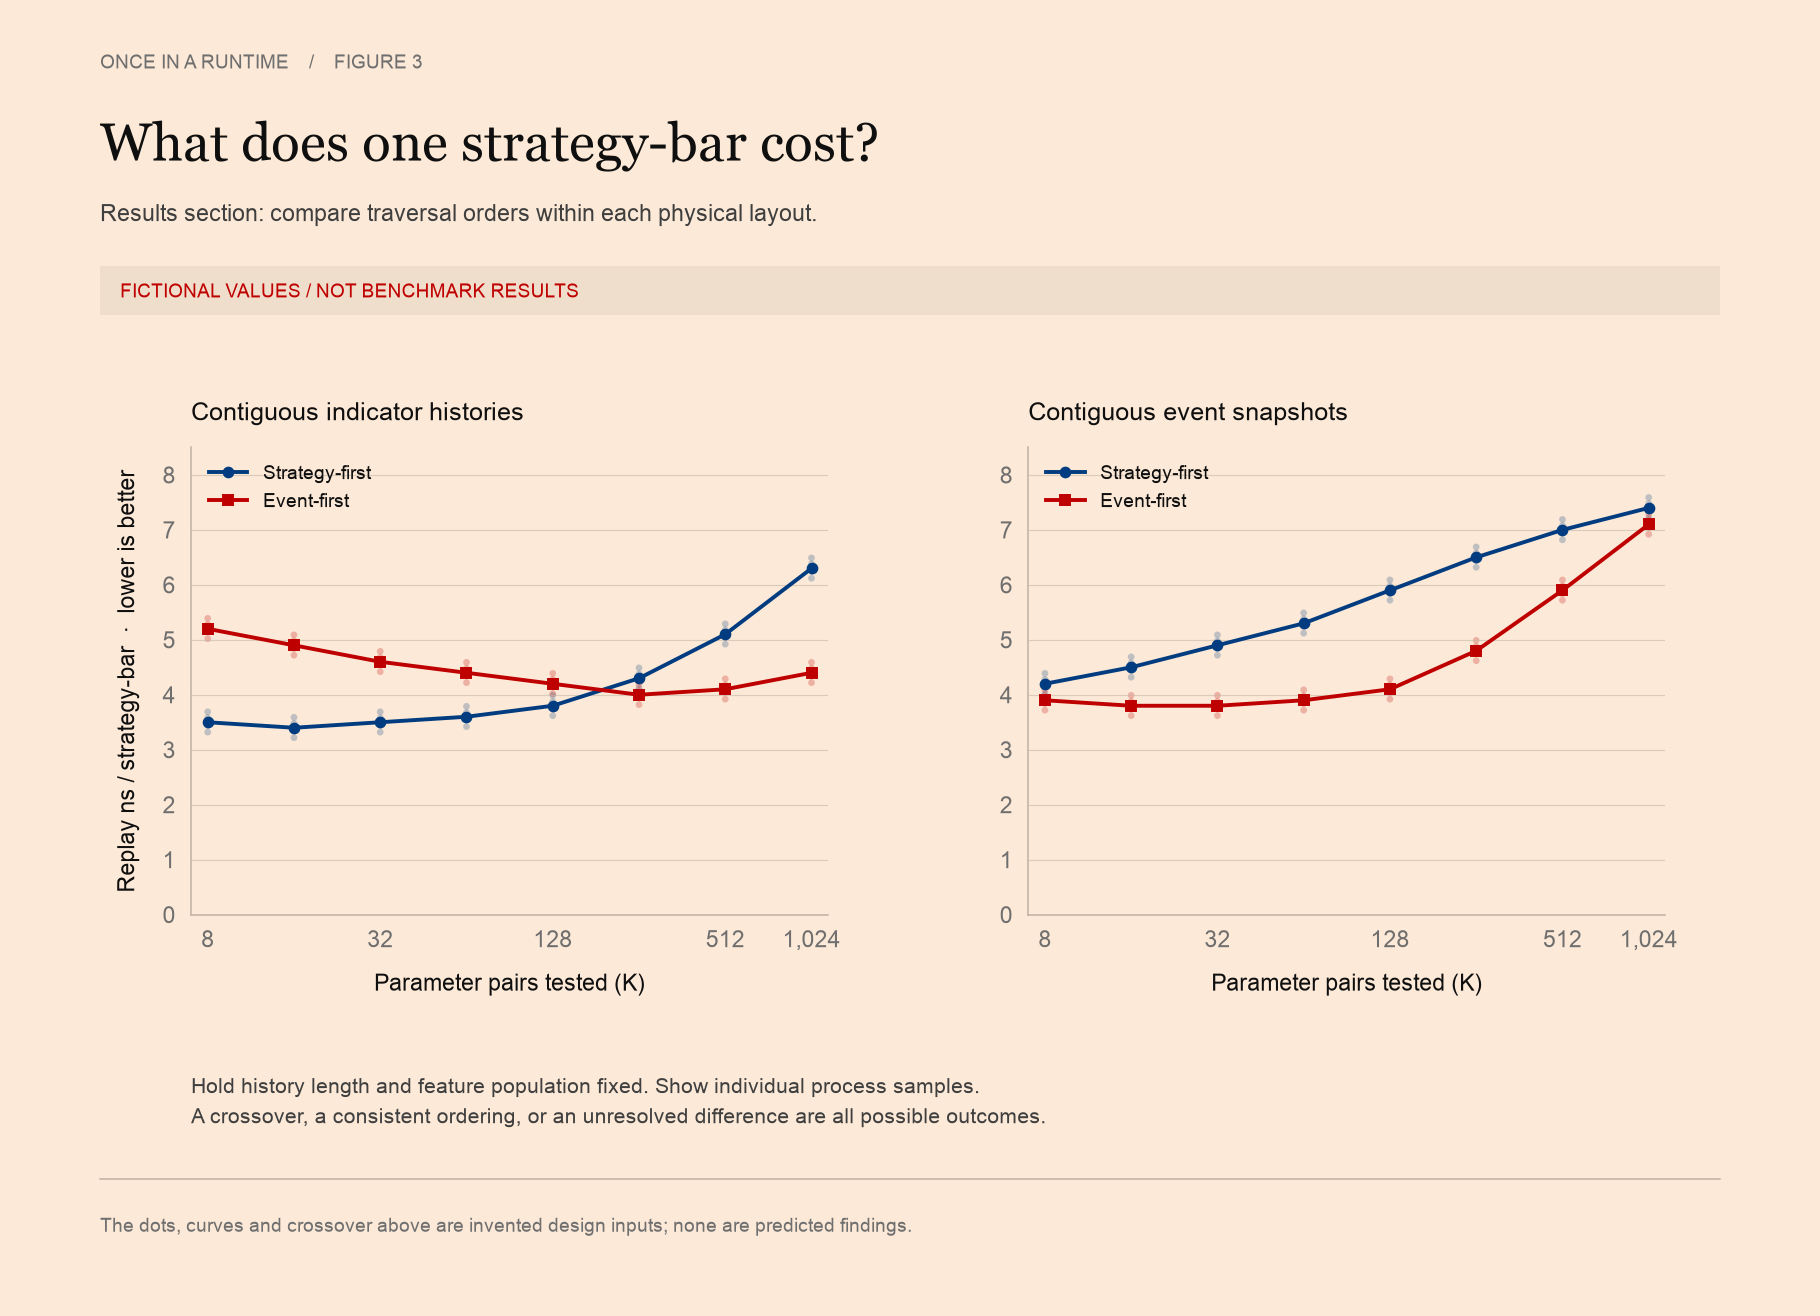 ONCE IN A RUNTIME / FIGURE 3
What does one strategy-bar cost?
Results section: compare traversal orders within each physical layout.
FICTIONAL VALUES / NOT BENCHMARK RESULTS
Contiguous indicator histories
Strategy-first
Event-first
Replay ns / strategy-bar · lower is better
8
7
6
5
4
3
2
1
0
8 32 128 512 1,024
Parameter pairs tested (K)
Contiguous event snapshots
Strategy-first
Event-first
8
7
6
5
4
3
2
1
0
8 32 128 512 1,024
Parameter pairs tested (K)
Hold history length and feature population fixed. Show individual process samples.
A crossover, a consistent ordering, or an unresolved difference are all possible outcomes.
The dots, curves and crossover above are invented design inputs; none are predicted findings.